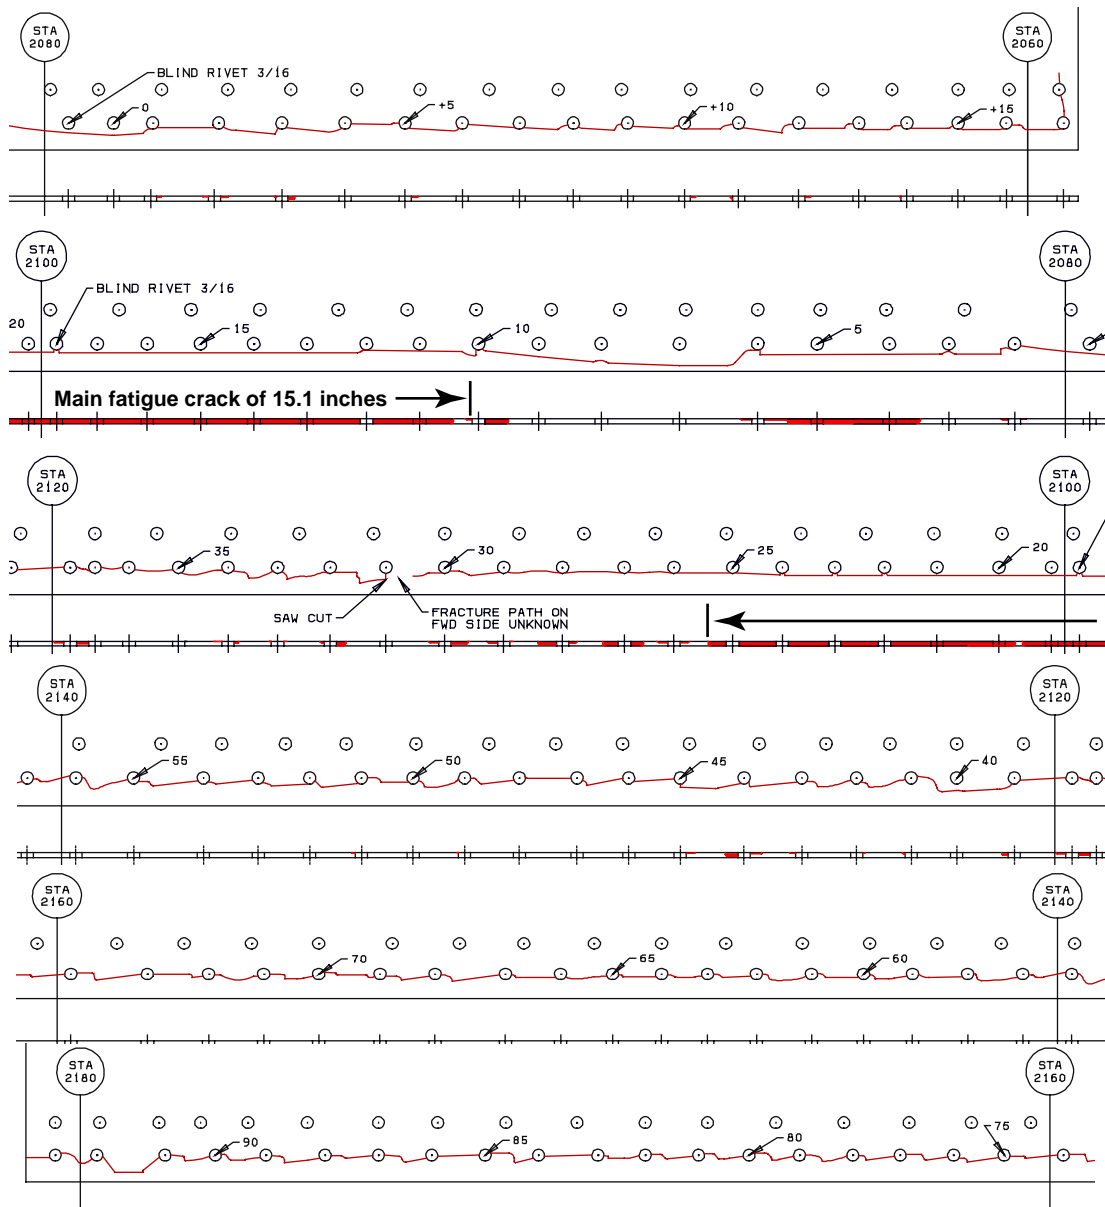 STA
2080
STA
2060
BLIND RIVET 3/16
0
+5
+10
+15
STA
2100
STA
2080
BLIND RIVET 3/16
20
15
10
5
Main fatigue crack of 15.1 inches
STA
2120
STA
2100
35
30
25
20
SAW CUT
FRACTURE PATH ON
FWD SIDE UNKNOWN
STA
2140
STA
2120
55
50
45
40
STA
2160
STA
2140
70
65
60
STA
2180
STA
2160
90
85
80
75